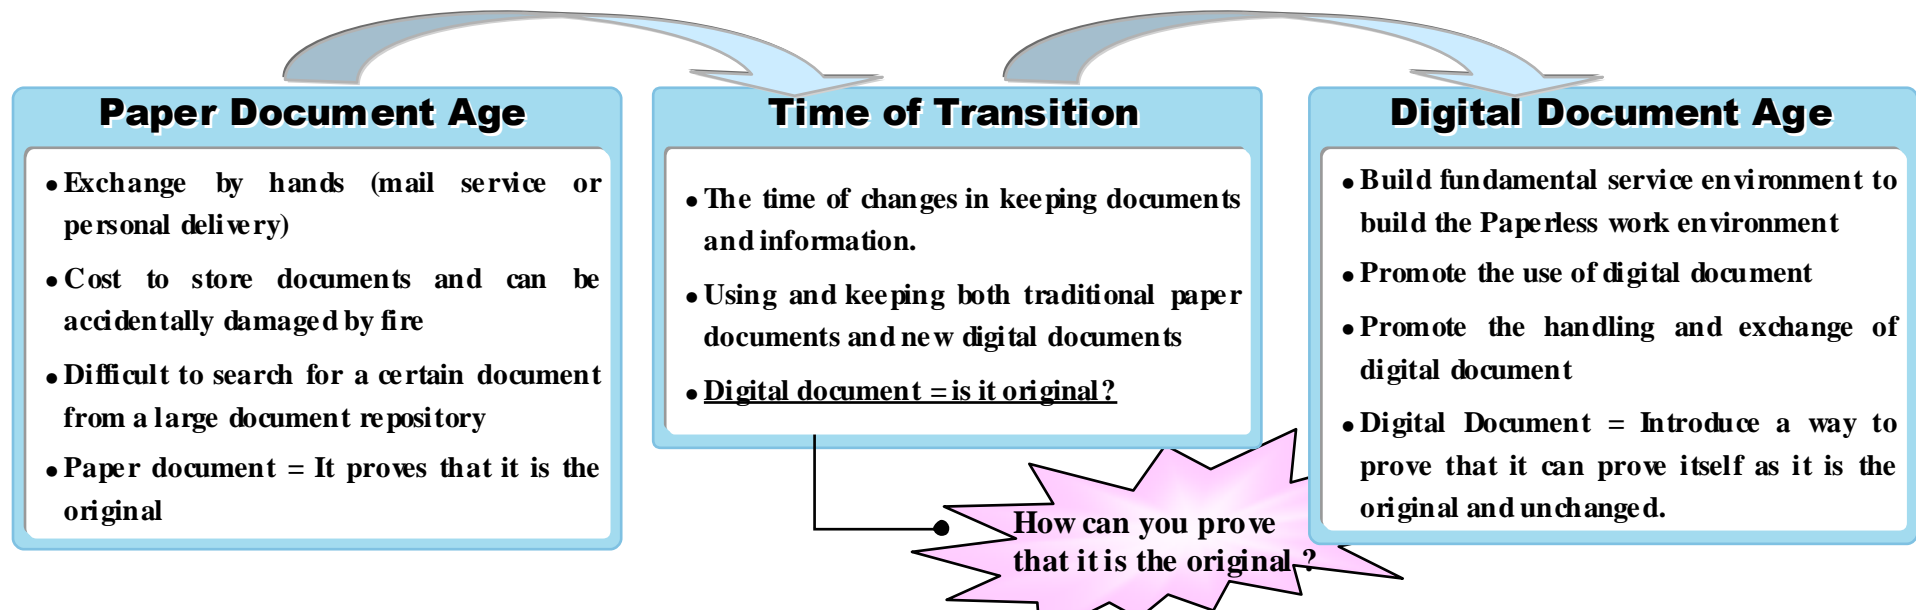 Paper Document Age
• Exchange by hands (mail service or
personal delivery)
• Cost to store documents and can be
accidentally damaged by fire
• Difficult to search for a certain document
from a large document repository
• Paper document = It proves that it is the
original
Time of Transition
• The time of changes in keeping documents
and information.
• Using and keeping both traditional paper
documents and new digital documents
• Digital document = is it original?
How can you prove
that it is the original ?
Digital Document Age
• Build fundamental service environment to
build the Paperless work environment
• Promote the use of digital document
• Promote the handling and exchange of
digital document
• Digital Document = Introduce a way to
prove that it can prove itself as it is the
original and unchanged.